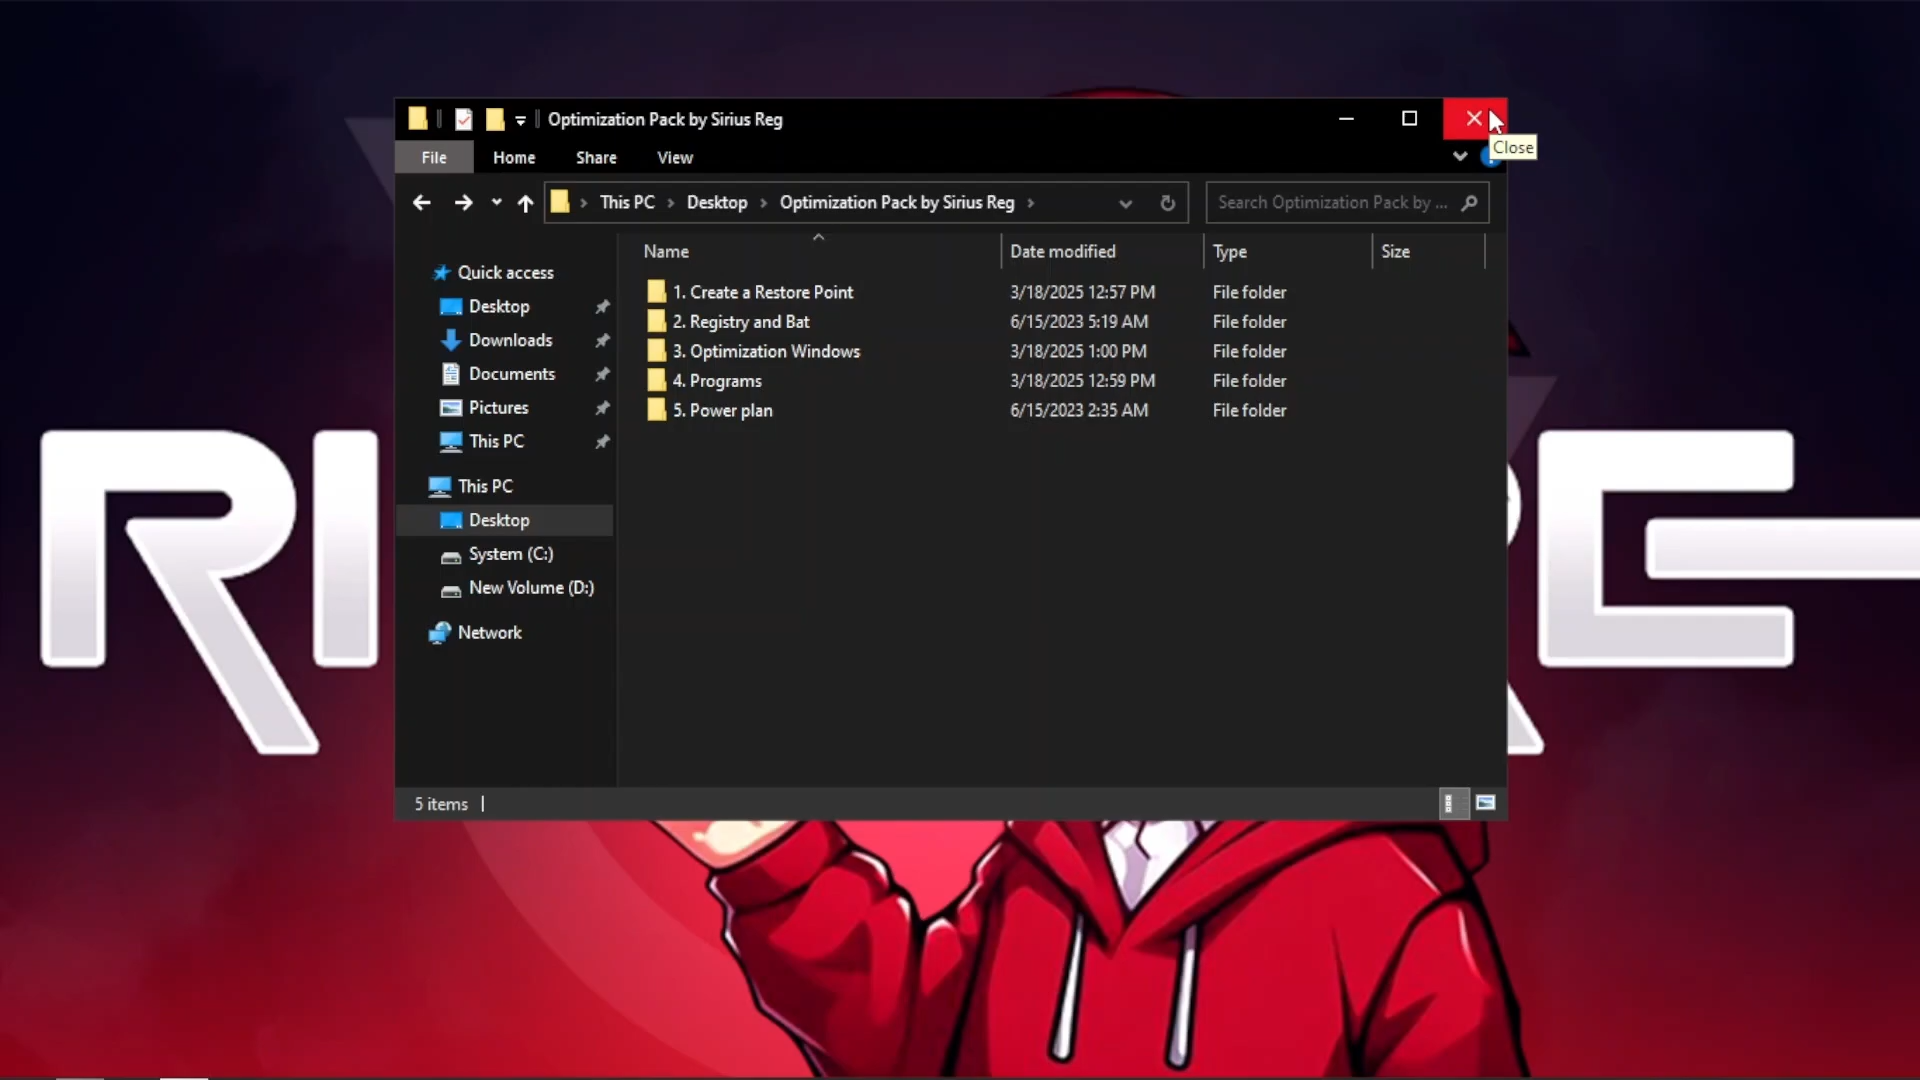 Optimization Pack by Sirius Reg
Close
File Home Share View
This PC Desktop Optimization Pack by Sirius Reg
Search Optimization Pack by ...
Name Date modified Type Size
1. Create a Restore Point 3/18/2025 12:57 PM File folder
2. Registry and Bat 6/15/2023 5:19 AM File folder
3. Optimization Windows 3/18/2025 1:00 PM File folder
4. Programs 3/18/2025 12:59 PM File folder
5. Power plan 6/15/2023 2:35 AM File folder
Quick access
Desktop
Downloads
Documents
Pictures
This PC
This PC
Desktop
System (C:)
New Volume (D:)
Network
5 items